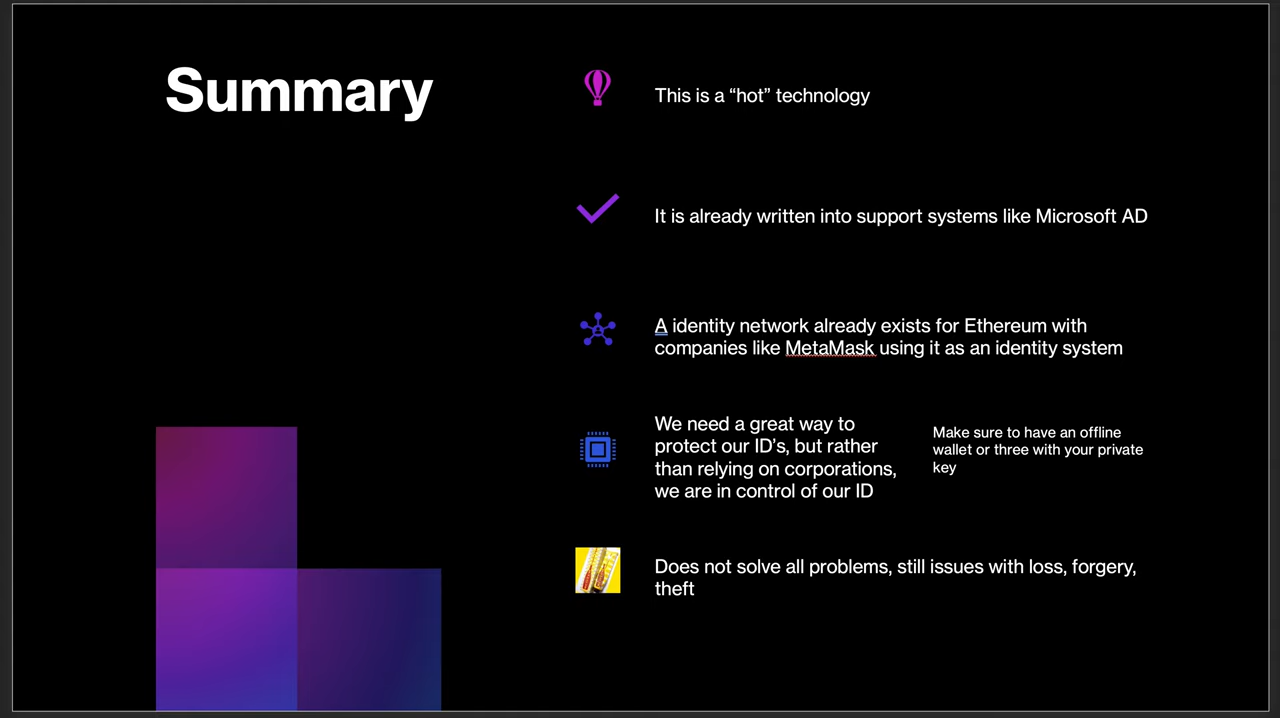 Summary
This is a “hot” technology
It is already written into support systems like Microsoft AD
A identity network already exists for Ethereum with
companies like MetaMask using it as an identity system
We need a great way to
protect our ID’s, but rather
than relying on corporations,
we are in control of our ID
Make sure to have an offline
wallet or three with your private
key
Does not solve all problems, still issues with loss, forgery,
theft